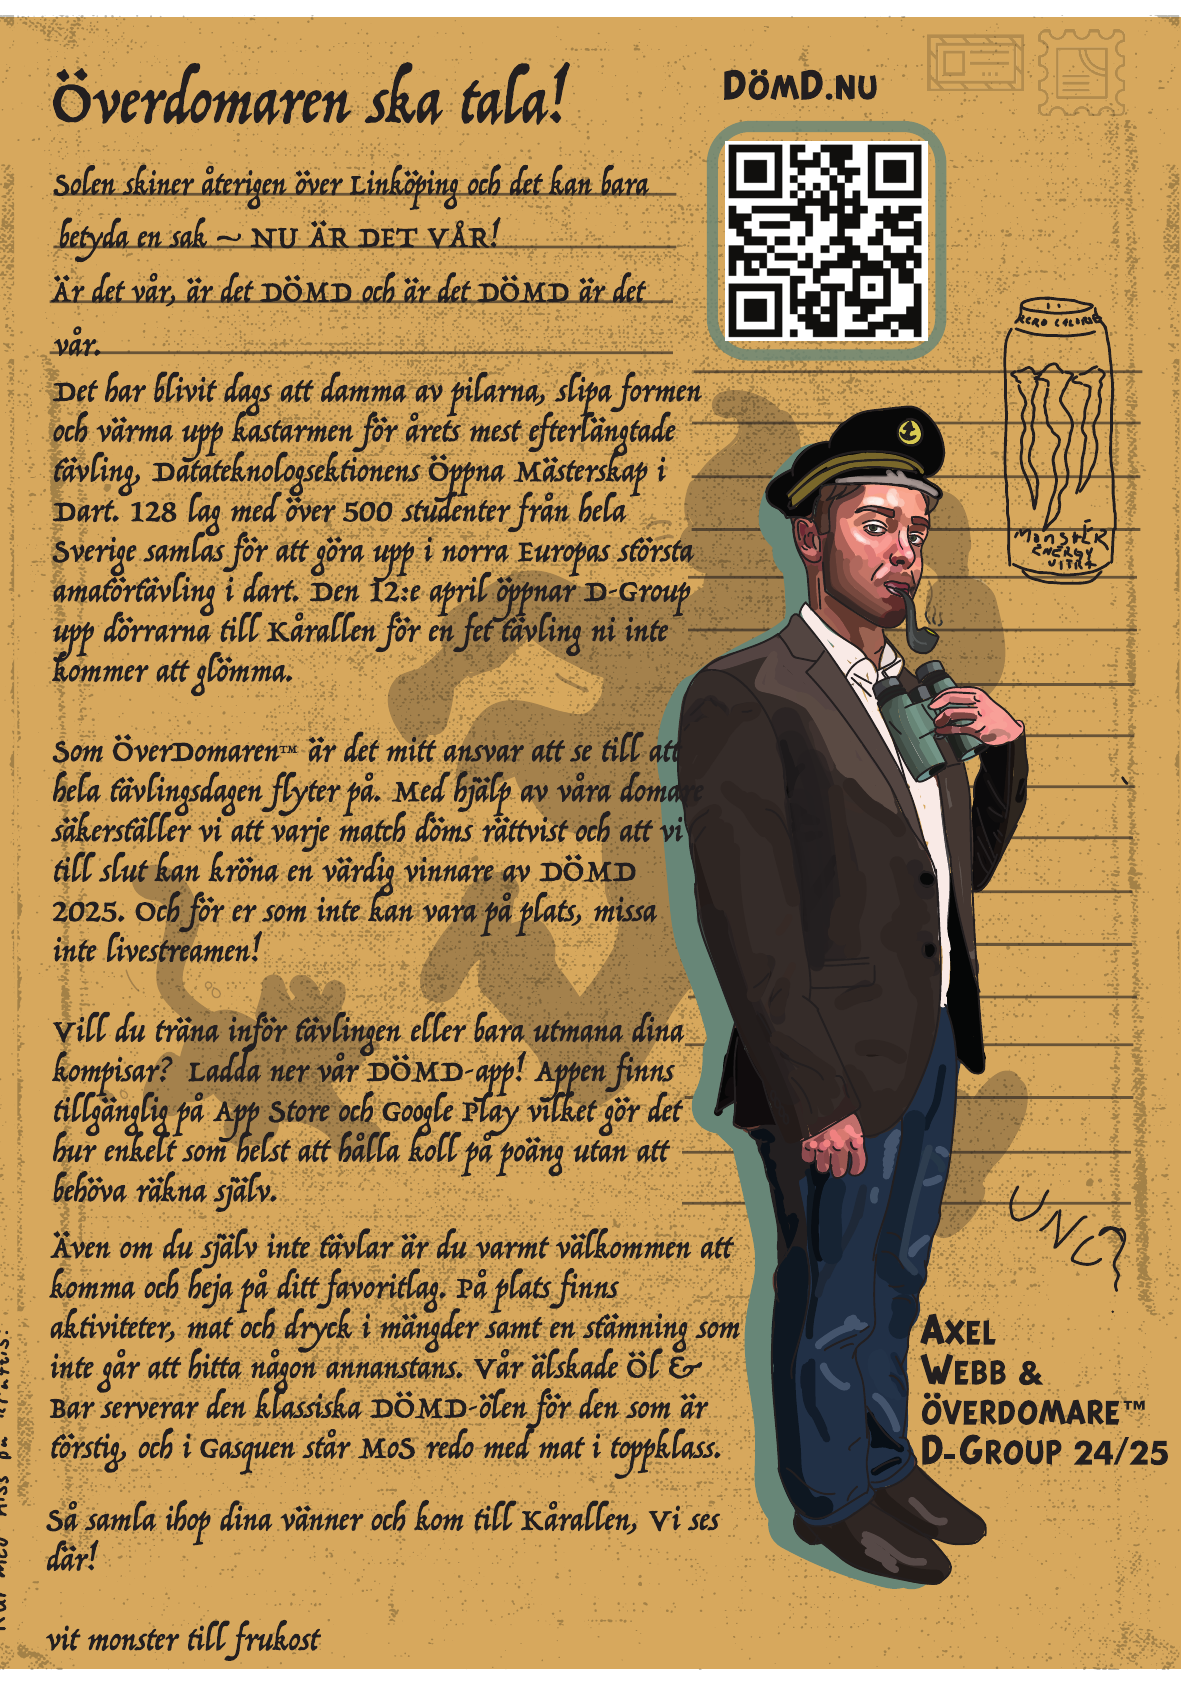 Överdomaren ska tala!
Solen skiner återigen över Linköping och det kan bara
betyda en sak ~ NU ÄR DET VÅR!
Är det vår, är det DÖMD och är det DÖMD är det
vår.
Det har blivit dags att damma av pilarna, slipa formen
och värma upp kastarmen för årets mest efterlängtade
tävling, Datateknologsektionens Öppna Mästerskap i
Dart. 128 lag med över 500 studenter från hela
Sverige samlas för att göra upp i norra Europas största
amatörtävling i dart. Den 12:e april öppnar D-Group
upp dörrarna till Kårallen för en fet tävling ni inte
kommer att glömma.
Som ÖverDomaren™ är det mitt ansvar att se till att
hela tävlingsdagen flyter på. Med hjälp av våra domare
säkerställer vi att varje match döms rättvist och att vi
till slut kan kröna en värdig vinnare av DÖMD
2025. Och för er som inte kan vara på plats, missa
inte livestreamen!
Vill du träna inför tävlingen eller bara utmana dina
kompisar? Ladda ner vår DÖMD-app! Appen finns
tillgänglig på App Store och Google Play vilket gör det
hur enkelt som helst att hålla koll på poäng utan att
behöva räkna själv.
Även om du själv inte tävlar är du varmt välkommen att
komma och heja på ditt favoritlag. På plats finns
aktiviteter, mat och dryck i mängder samt en stämning som
inte går att hitta någon annanstans. Vår älskade Öl &
Bar serverar den klassiska DÖMD-ölen för den som är
törstig, och i Gasquen står MoS redo med mat i toppklass.
Så samla ihop dina vänner och kom till Kårallen, Vi ses
där!
vit monster till frukost
DÖMD.NU
ZERO CALORIE
MONSTER
ENERGY
ULTRA
UNC?
AXEL
WEBB &
ÖVERDOMARE™
D-GROUP 24/25